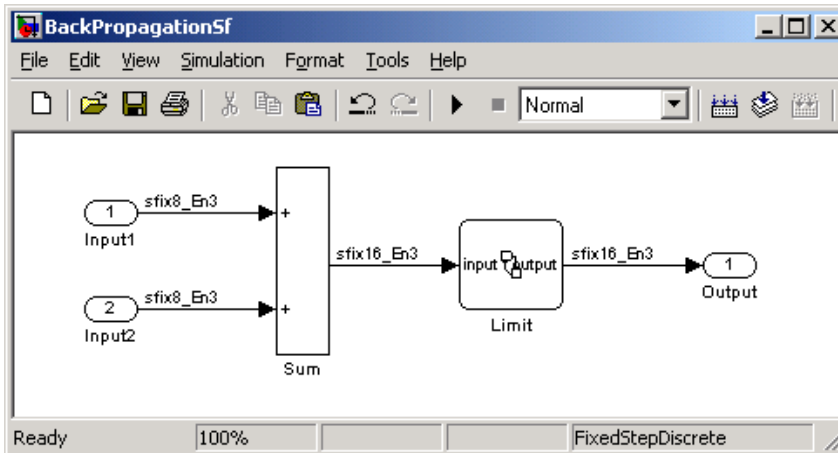 BackPropagationSf
File Edit View Simulation Format Tools Help
Normal
sfix8_En3
1
+
Input1
sfix16_En3
input output
sfix16_En3
1
Output
sfix8_En3
2
+
Input2
Limit
Sum
Ready 100% FixedStepDiscrete